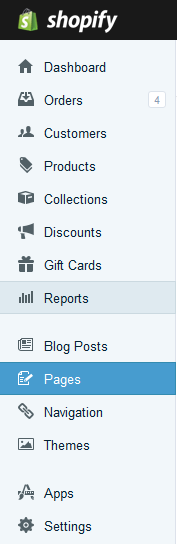 shopify
Dashboard
Orders 4
Customers
Products
Collections
Discounts
Gift Cards
Reports
Blog Posts
Pages
Navigation
Themes
Apps
Settings